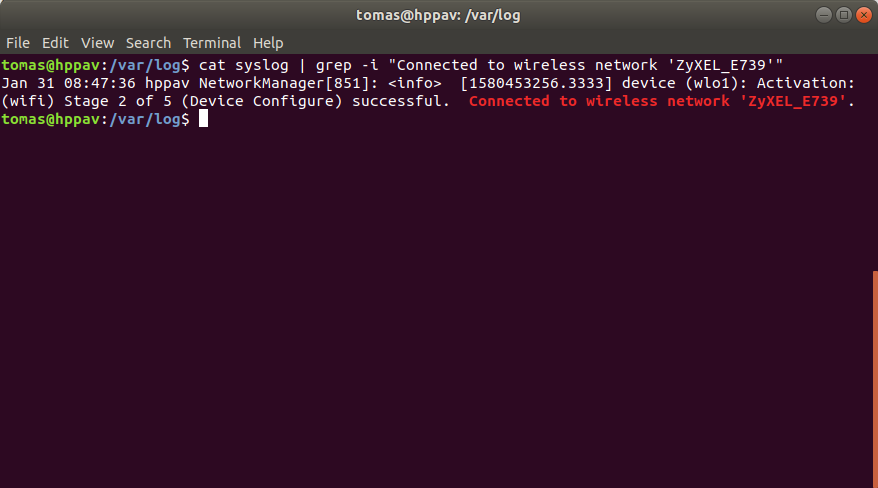 tomas@hppav: /var/log
File Edit View Search Terminal Help
tomas@hppav:/var/log$ cat syslog | grep -i "Connected to wireless network 'ZyXEL_E739'"
Jan 31 08:47:36 hppav NetworkManager[851]: <info>  [1580453256.3333] device (wlo1): Activation:
(wifi) Stage 2 of 5 (Device Configure) successful.  Connected to wireless network 'ZyXEL_E739'.
tomas@hppav:/var/log$